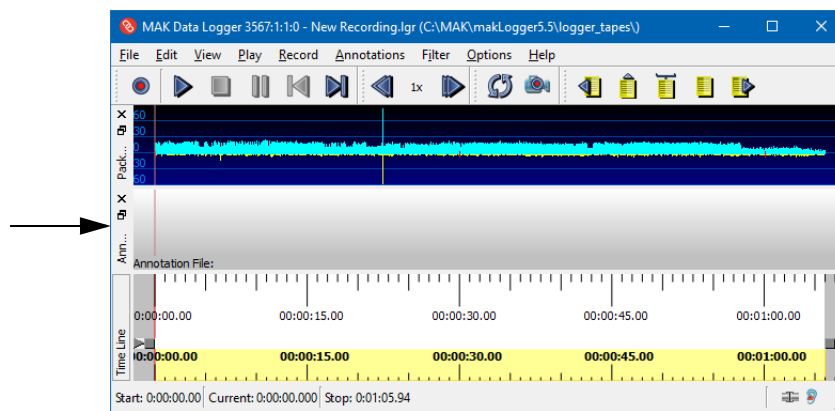 MAK Data Logger 3567:1:1:0 - New Recording.lgr (C:\MAK\makLogger5.5\logger_tapes\)
File Edit View Play Record Annotations Filter Options Help
1x
60
30
0
30
60
Pack...
Ann...
Annotation File:
0:00:00.00 00:00:15.00 00:00:30.00 00:00:45.00 00:01:00.00
Time Line
00:00:00.00 00:00:15.00 00:00:30.00 00:00:45.00 00:01:00.00
Start: 0:00:00.00 Current: 0:00:00.000 Stop: 0:01:05.94